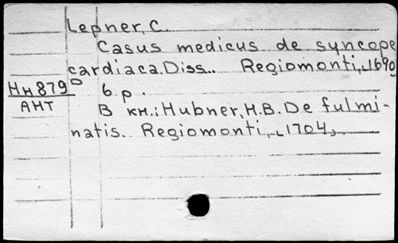 Lepner, C.
Casus medicus de syncope
cardiaca. Diss.. Regiomonti, 1690
Нн 879 6 p.
АНТ
В кн.: Hubner, H.B. De fulmi-
natis. Regiomonti, 1704.